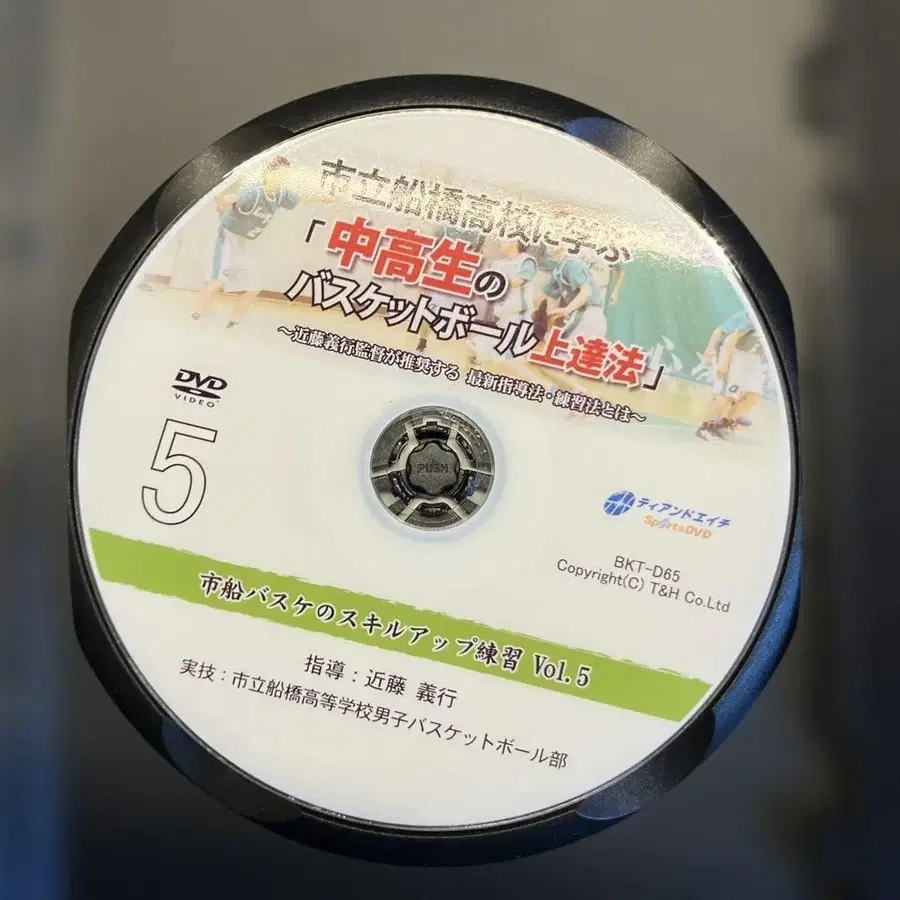 市立船橋高校に学ぶ
「中高生の
バスケットボール上達法」
〜近藤義行監督が推奨する 最新指導法・練習法とは〜
DVD
VIDEO
5
PUSH
ティアンドエイチ
SportsDVD
BKT-D65
Copyright(C) T&H Co.Ltd
市船バスケのスキルアップ練習 Vol.5
指導：近藤 義行
実技：市立船橋高等学校男子バスケットボール部